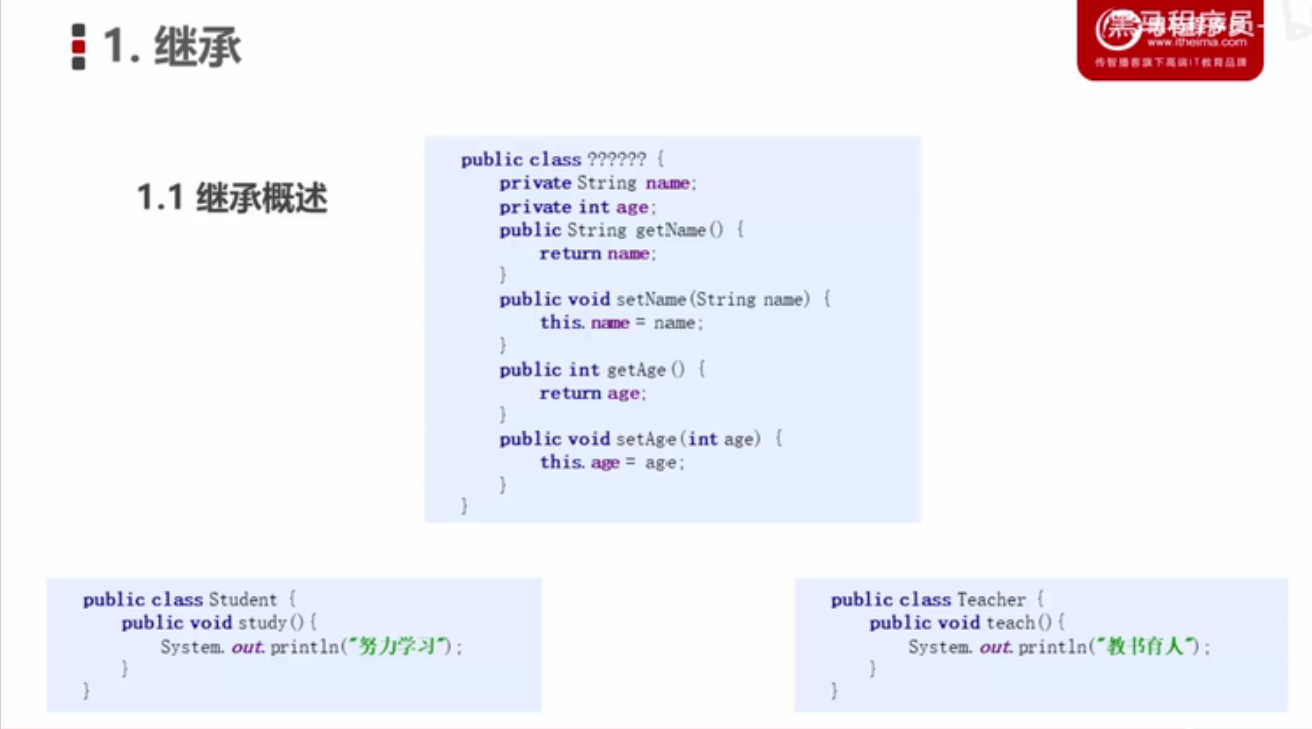 1. 继承
黑马程序员-
www.itheima.com
传智播客旗下高端IT教育品牌
1.1 继承概述
public class ?????? {
private String name;
private int age;
public String getName() {
return name;
}
public void setName(String name) {
this.name = name;
}
public int getAge() {
return age;
}
public void setAge(int age) {
this.age = age;
}
}
public class Student {
public void study(){
System.out.println("努力学习");
}
}
public class Teacher {
public void teach(){
System.out.println("教书育人");
}
}